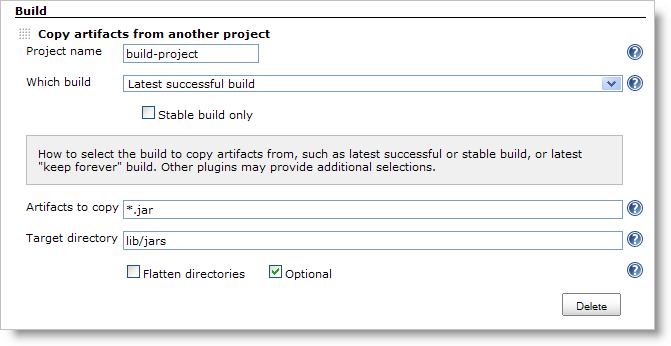 Build
Copy artifacts from another project
Project name build-project
Which build Latest successful build
Stable build only
How to select the build to copy artifacts from, such as latest successful or stable build, or latest
"keep forever" build. Other plugins may provide additional selections.
Artifacts to copy *.jar
Target directory lib/jars
Flatten directories Optional
Delete